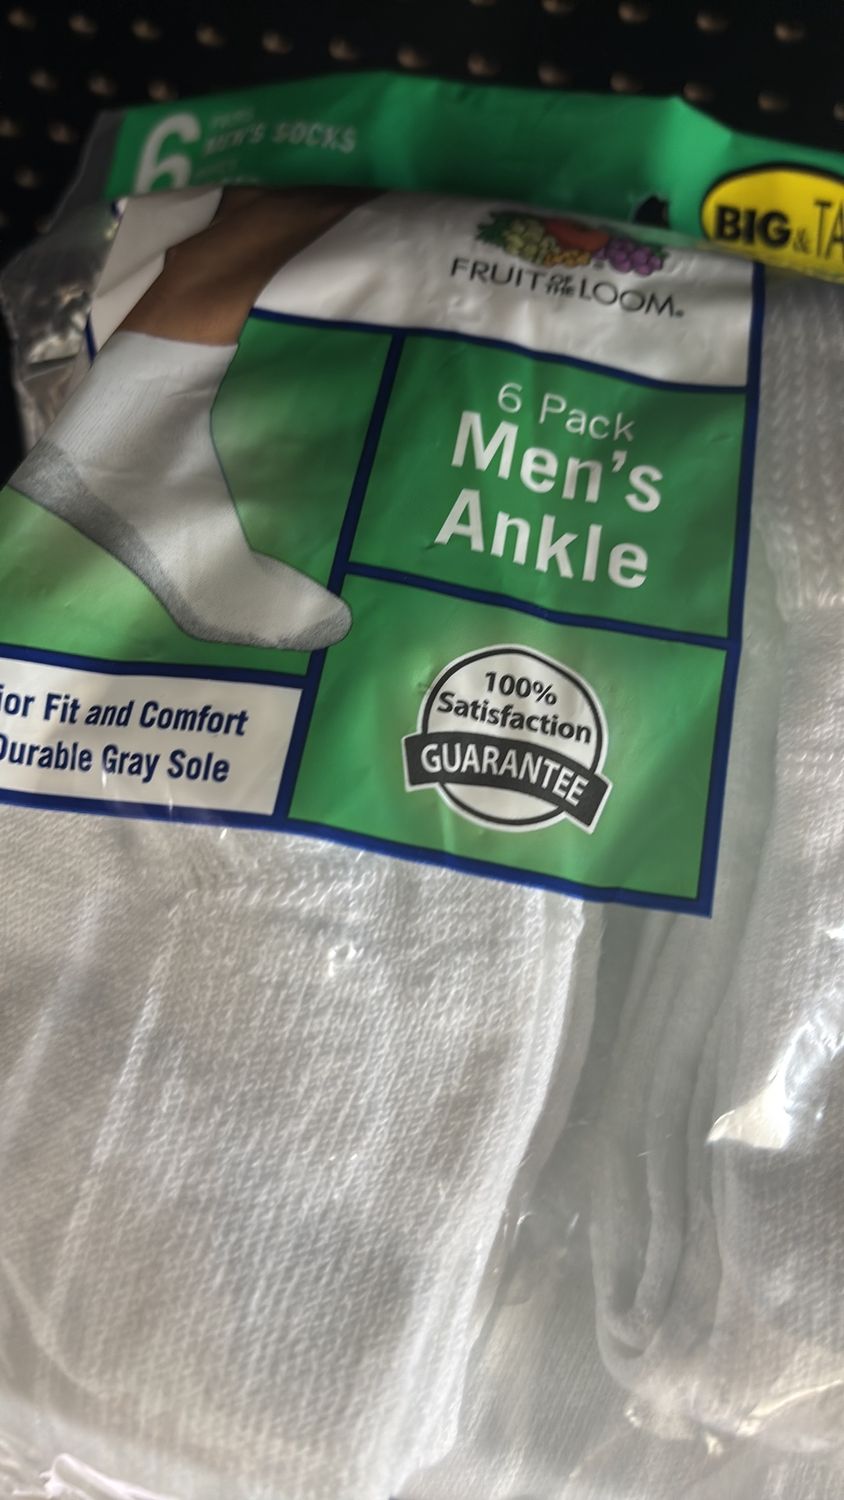 6
MEN'S SOCKS
BIG & TA
FRUIT OF THE LOOM®
6 Pack
Men's
Ankle
100%
Satisfaction
GUARANTEE
ior Fit and Comfort
Durable Gray Sole